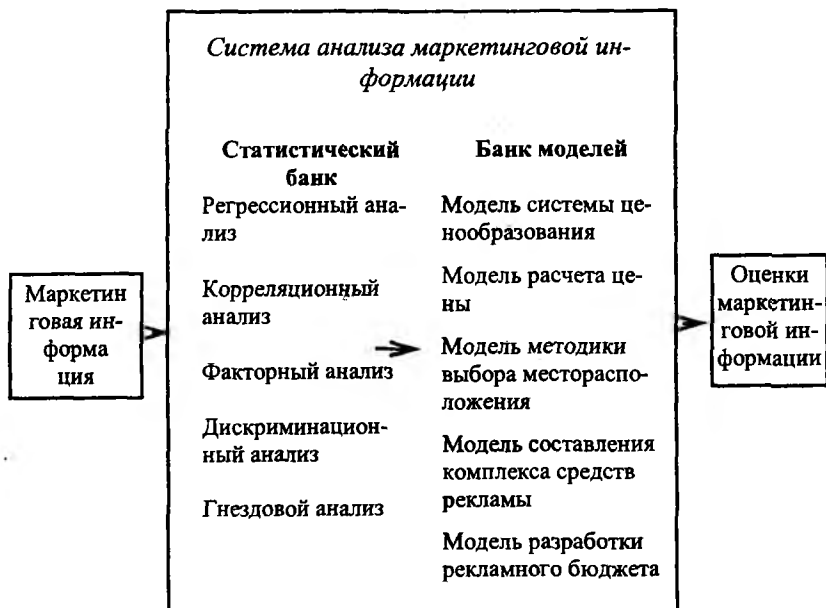 Система анализа маркетинговой ин-
формации
Маркетин
говая ин-
форма
ция
Статистический
банк
Регрессионный ана-
лиз
Корреляционный
анализ
Факторный анализ
Дискриминацион-
ный анализ
Гнездовой анализ
Банк моделей
Модель системы це-
нообразования
Модель расчета це-
ны
Модель методики
выбора месторасpo-
ложения
Модель составления
комплекса средств
рекламы
Модель разработки
рекламного бюджета
Оценки
маркетин-
говой ин-
формации